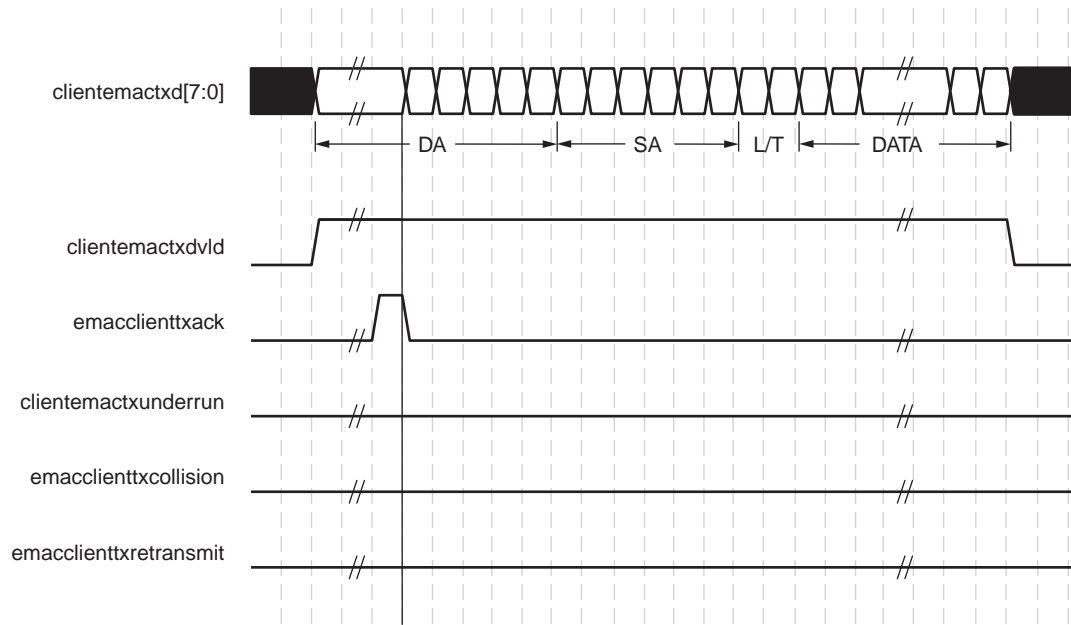 clientemactxd[7:0]
DA SA L/T DATA
clientemactxdvld
emacclienttxack
clientemactxunderrun
emacclienttxcollision
emacclienttxretransmit